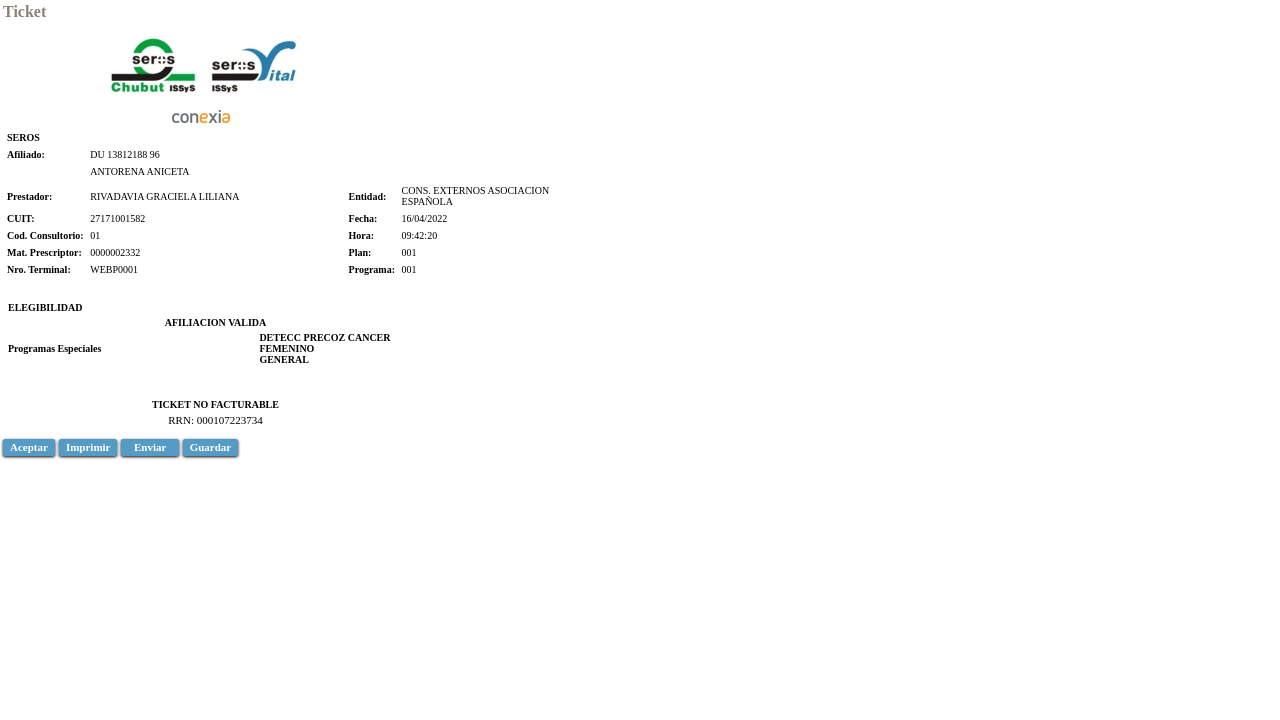 Ticket
seros Chubut ISSyS
seros Vital ISSyS
conexia
SEROS
Afiliado: DU 13812188 96
ANTORENA ANICETA
Prestador: RIVADAVIA GRACIELA LILIANA Entidad: CONS. EXTERNOS ASOCIACION
ESPAÑOLA
CUIT: 27171001582 Fecha: 16/04/2022
Cod. Consultorio: 01 Hora: 09:42:20
Mat. Prescriptor: 0000002332 Plan: 001
Nro. Terminal: WEBP0001 Programa: 001
ELEGIBILIDAD
AFILIACION VALIDA
Programas Especiales DETECC PRECOZ CANCER
FEMENINO
GENERAL
TICKET NO FACTURABLE
RRN: 000107223734
Aceptar Imprimir Enviar Guardar